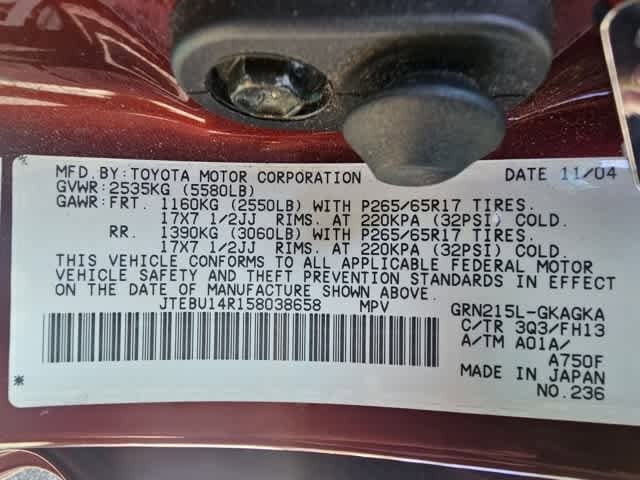 MFD.BY:TOYOTA MOTOR CORPORATION DATE 11/04
GVWR:2535KG (5580LB)
GAWR:FRT. 1160KG (2550LB) WITH P265/65R17 TIRES.
17X7 1/2JJ RIMS. AT 220KPA (32PSI) COLD.
RR. 1390KG (3060LB) WITH P265/65R17 TIRES.
17X7 1/2JJ RIMS. AT 220KPA (32PSI) COLD.
THIS VEHICLE CONFORMS TO ALL APPLICABLE FEDERAL MOTOR
VEHICLE SAFETY AND THEFT PREVENTION STANDARDS IN EFFECT
ON THE DATE OF MANUFACTURE SHOWN ABOVE.
JTEBU14R158038658 MPV GRN215L-GKAGKA
C/TR 3Q3/FH13
A/TM A01A/
A750F
MADE IN JAPAN
NO.236